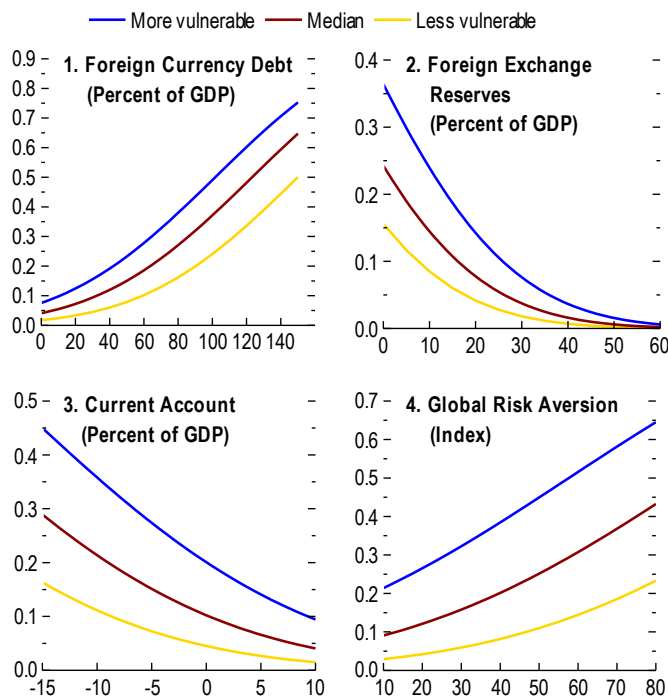 More vulnerable Median Less vulnerable
1. Foreign Currency Debt
(Percent of GDP)
0.9
0.8
0.7
0.6
0.5
0.4
0.3
0.2
0.1
0.0
0 20 40 60 80 100 120 140
2. Foreign Exchange
Reserves
(Percent of GDP)
0.4
0.3
0.2
0.1
0.0
0 10 20 30 40 50 60
3. Current Account
(Percent of GDP)
0.5
0.4
0.3
0.2
0.1
0.0
-15 -10 -5 0 5 10
4. Global Risk Aversion
(Index)
0.7
0.6
0.5
0.4
0.3
0.2
0.1
0.0
10 20 30 40 50 60 70 80